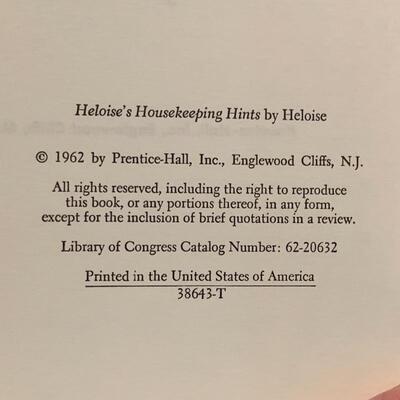 Heloise's Housekeeping Hints by Heloise
© 1962 by Prentice-Hall, Inc., Englewood Cliffs, N.J.
All rights reserved, including the right to reproduce
this book, or any portions thereof, in any form,
except for the inclusion of brief quotations in a review.
Library of Congress Catalog Number: 62-20632
Printed in the United States of America
38643-T